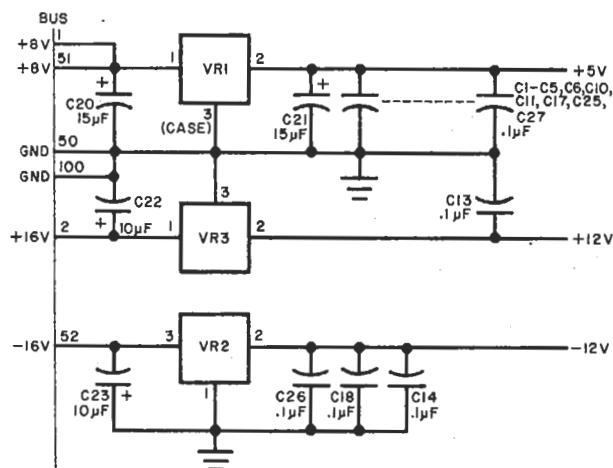 BUS
+8V 1
+8V 51
1 VR1 2
+5V
+
C20
15µF
3
(CASE)
+
C21
15µF
C1-C5,C6,C10,
C11,C17,C25,
C27
.1µF
GND 50
GND 100
C22
+
10µF
3
C13
.1µF
+16V 2
1 VR3 2
+12V
-16V 52
3 VR2 2
-12V
C23
10µF
+
1
C26
.1µF
C18
.1µF
C14
.1µF